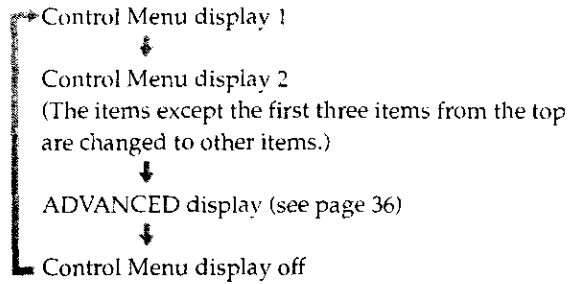 Control Menu display 1
Control Menu display 2
(The items except the first three items from the top
are changed to other items.)
ADVANCED display (see page 36)
Control Menu display off